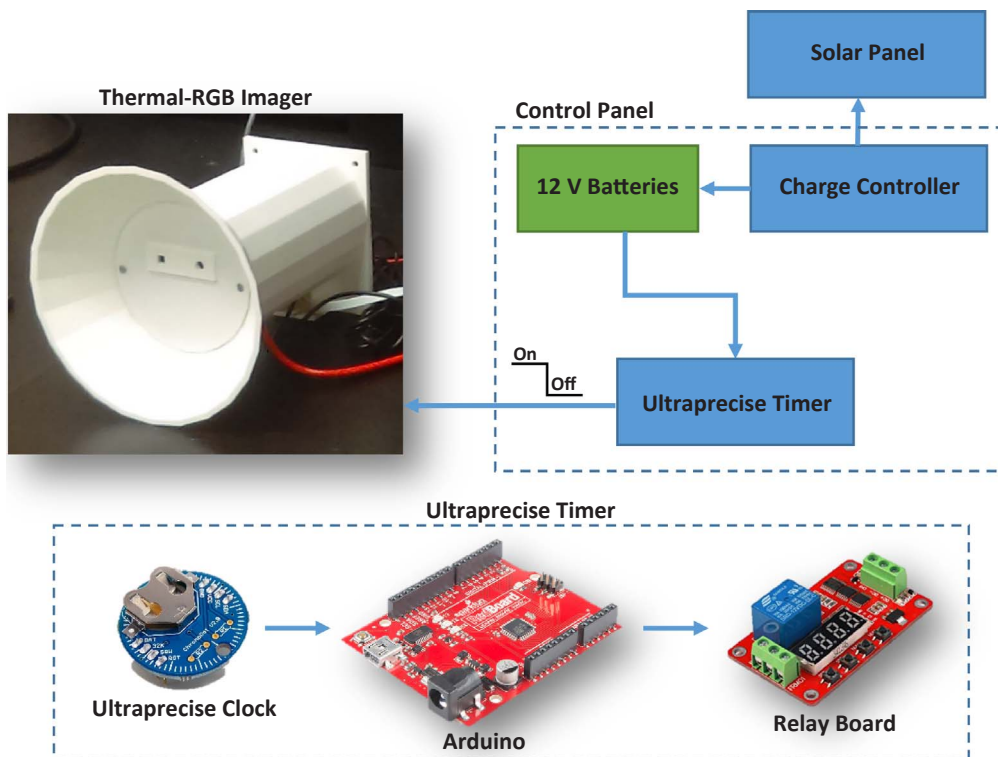 Solar Panel
Thermal-RGB Imager
Control Panel
12 V Batteries
Charge Controller
On
Off
Ultraprecise Timer
Ultraprecise Timer
Ultraprecise Clock
Arduino
Relay Board